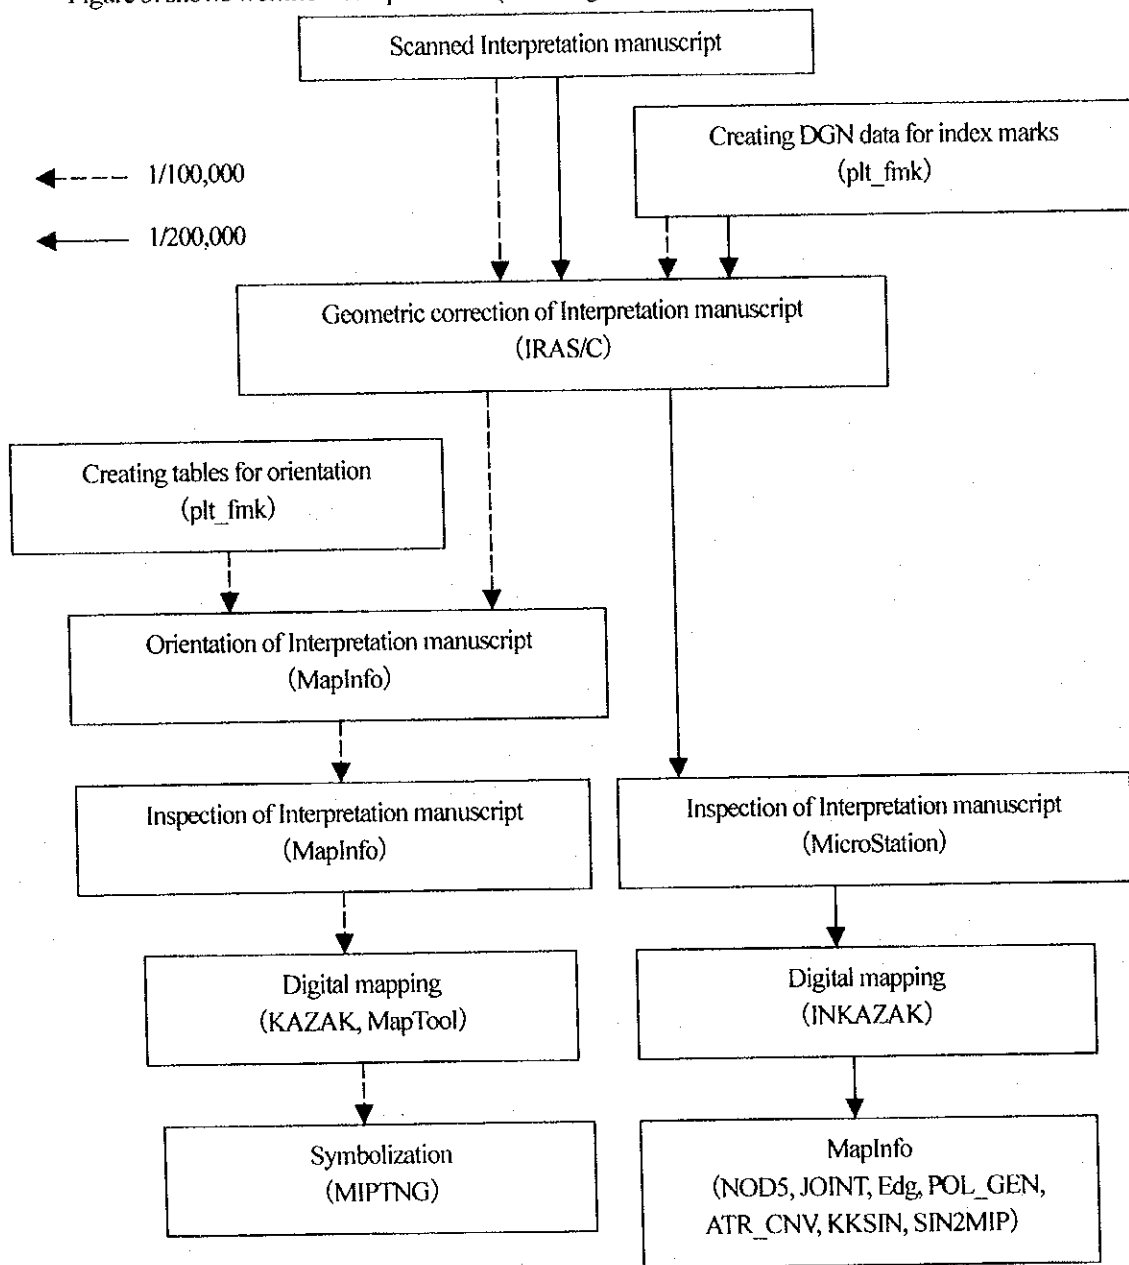 Scanned Interpretation manuscript
Creating DGN data for index marks
(plt_fmk)
1/100,000
1/200,000
Geometric correction of Interpretation manuscript
(IRAS/C)
Creating tables for orientation
(plt_fmk)
Orientation of Interpretation manuscript
(MapInfo)
Inspection of Interpretation manuscript
(MapInfo)
Inspection of Interpretation manuscript
(MicroStation)
Digital mapping
(KAZAK, MapTool)
Digital mapping
(INKAZAK)
Symbolization
(MIPTNG)
MapInfo
(NOD5, JOINT, Edg, POL_GEN,
ATR_CNV, KKSIN, SIN2MIP)